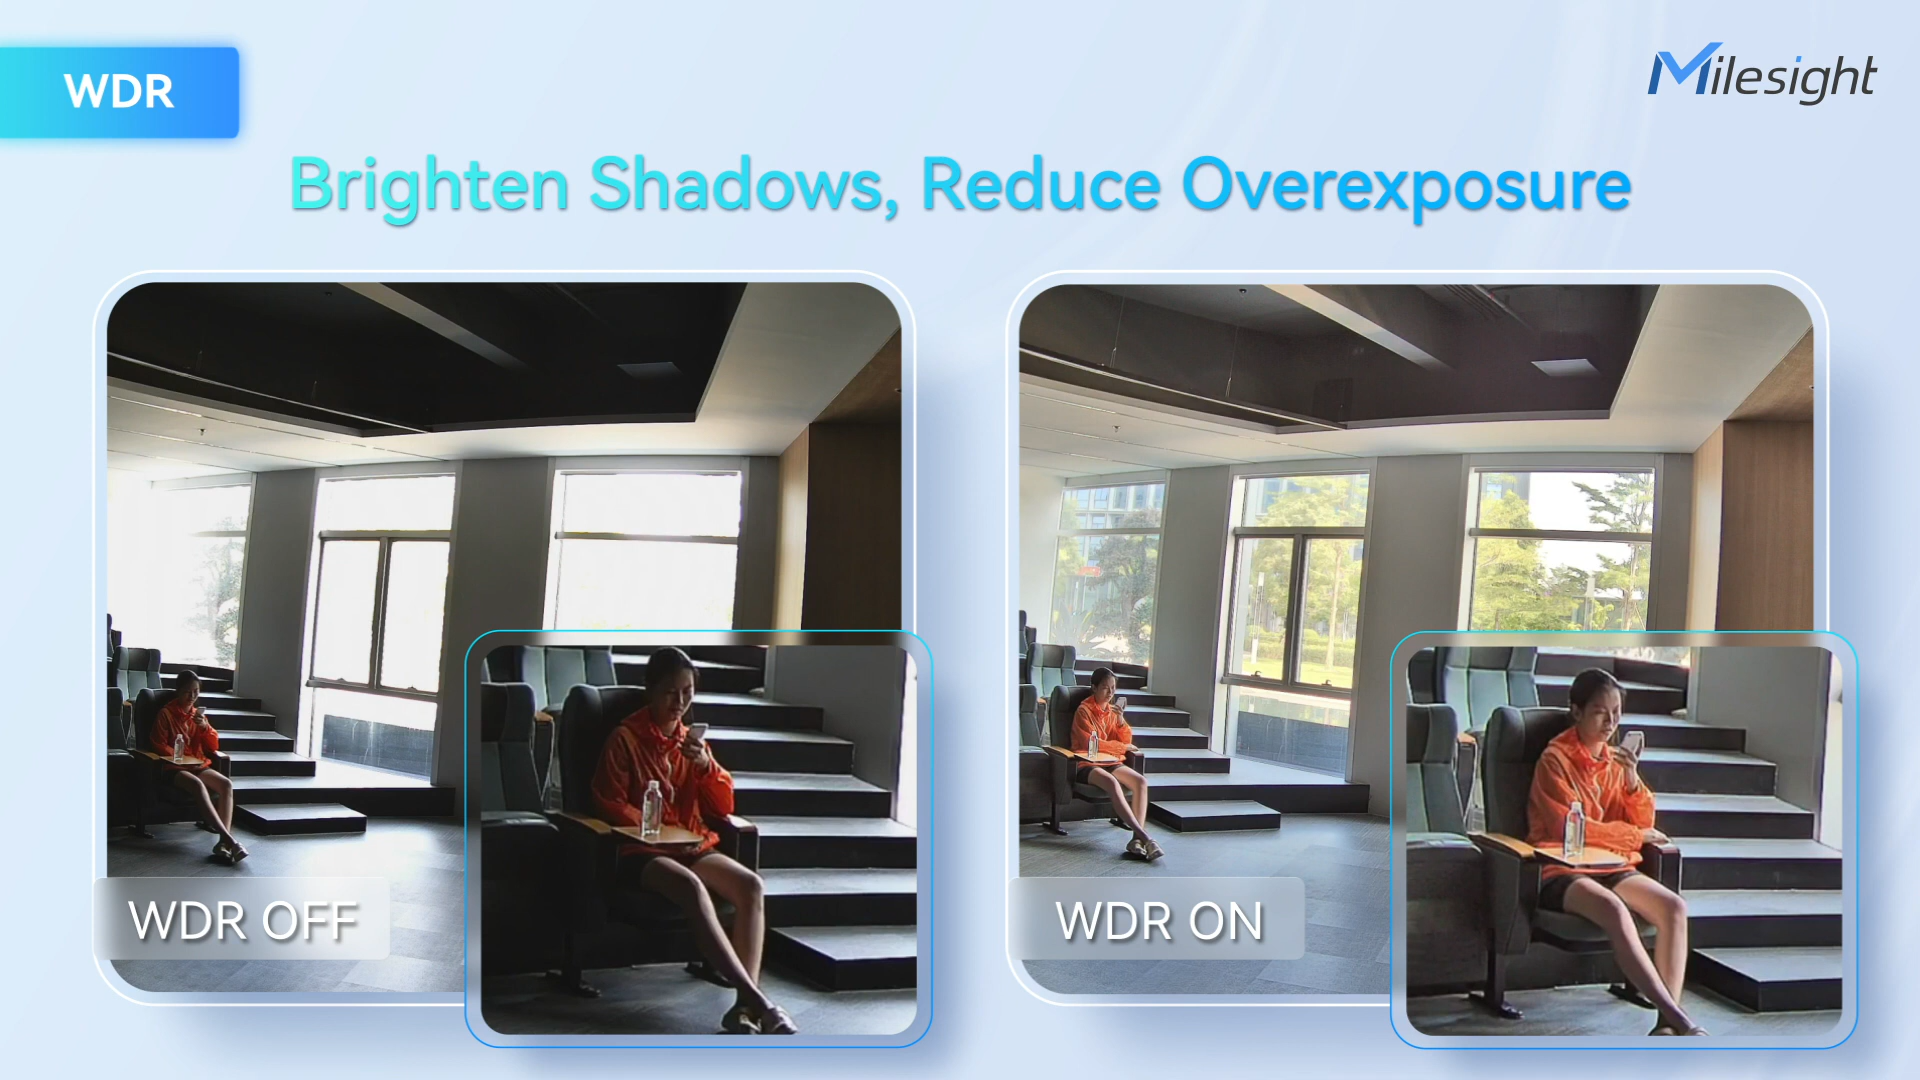 WDR
Milesight
Brighten Shadows, Reduce Overexposure
WDR OFF
WDR ON